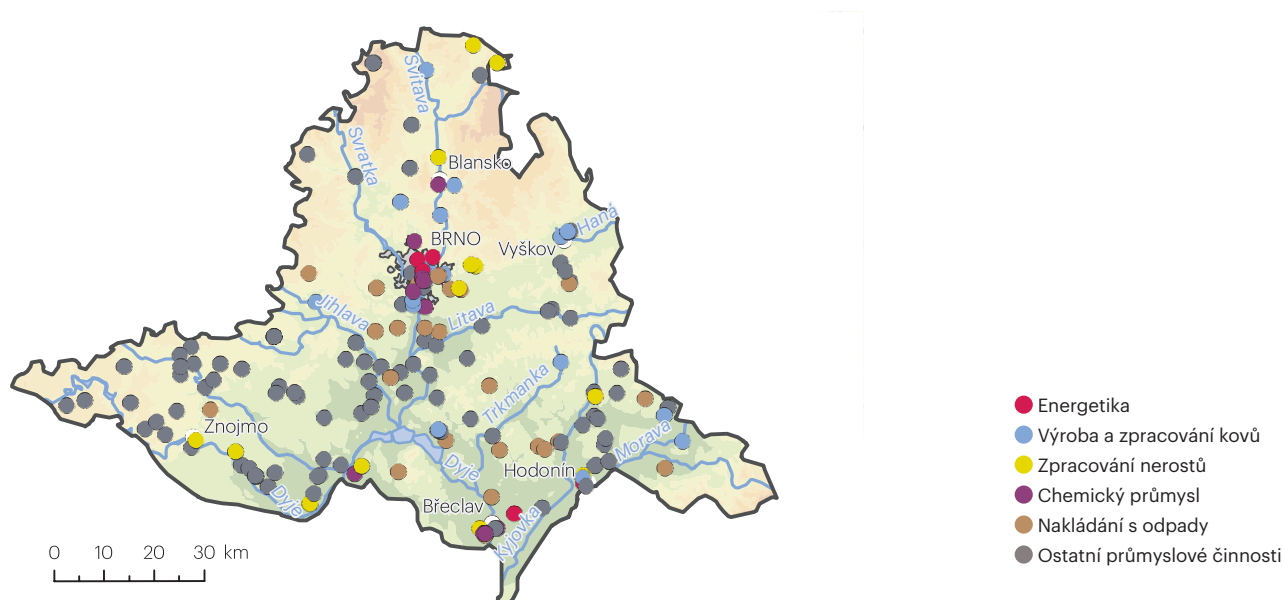 Svitava
Svratka
Blansko
Haná
BRNO
Vyškov
Jihlava
Litava
Trkmanka
Znojmo
Morava
Dyje
Hodonín
Dyje
Břeclav
Kyjovka
0 10 20 30 km
Energetika
Výroba a zpracování kovů
Zpracování nerostů
Chemický průmysl
Nakládání s odpady
Ostatní průmyslové činnosti